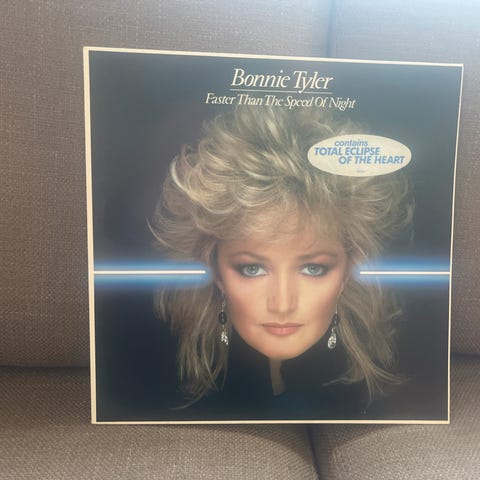 Bonnie Tyler
Faster Than The Speed Of Night
contains
TOTAL ECLIPSE
OF THE HEART